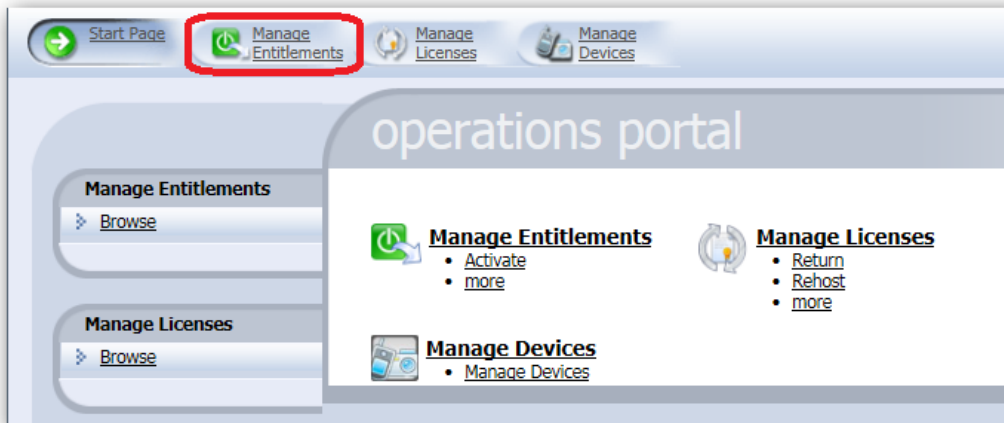 Start Page
Manage
Entitlements
Manage
Licenses
Manage
Devices
operations portal
Manage Entitlements
Browse
Manage Licenses
Browse
Manage Entitlements
• Activate
• more
Manage Licenses
• Return
• Rehost
• more
Manage Devices
• Manage Devices